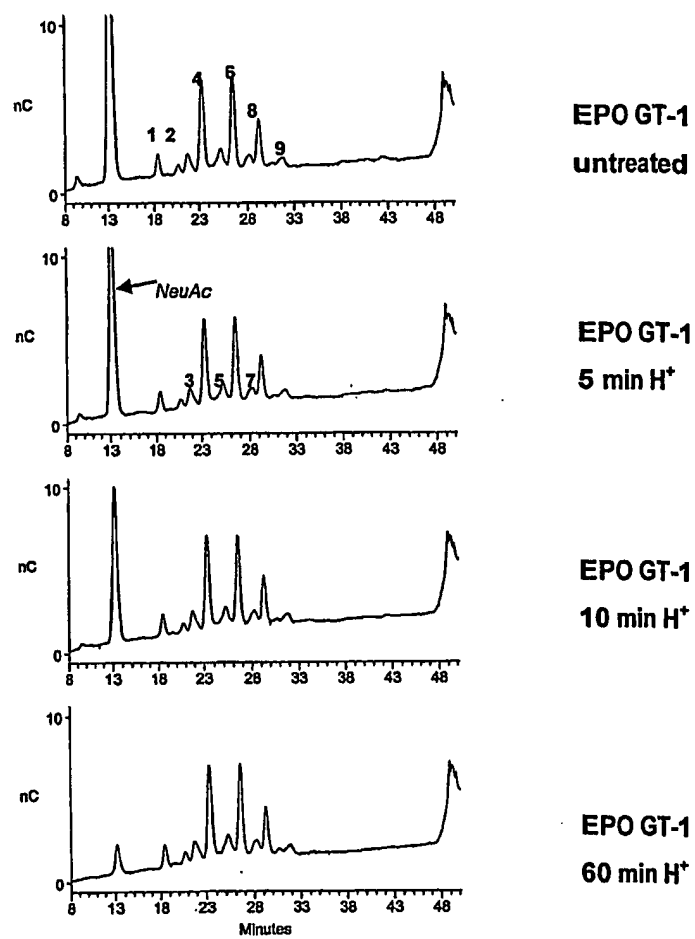 10
nC
0
1 2 4 6 8 9
8 13 18 23 28 33 38 43 48
EPO GT-1
untreated
10
nC
0
NeuAc
3 5 7
8 13 18 23 28 33 38 43 48
EPO GT-1
5 min H⁺
10
nC
0
8 13 18 23 28 33 38 43 48
EPO GT-1
10 min H⁺
10
nC
0
8 13 18 23 28 33 38 43 48
Minutes
EPO GT-1
60 min H⁺